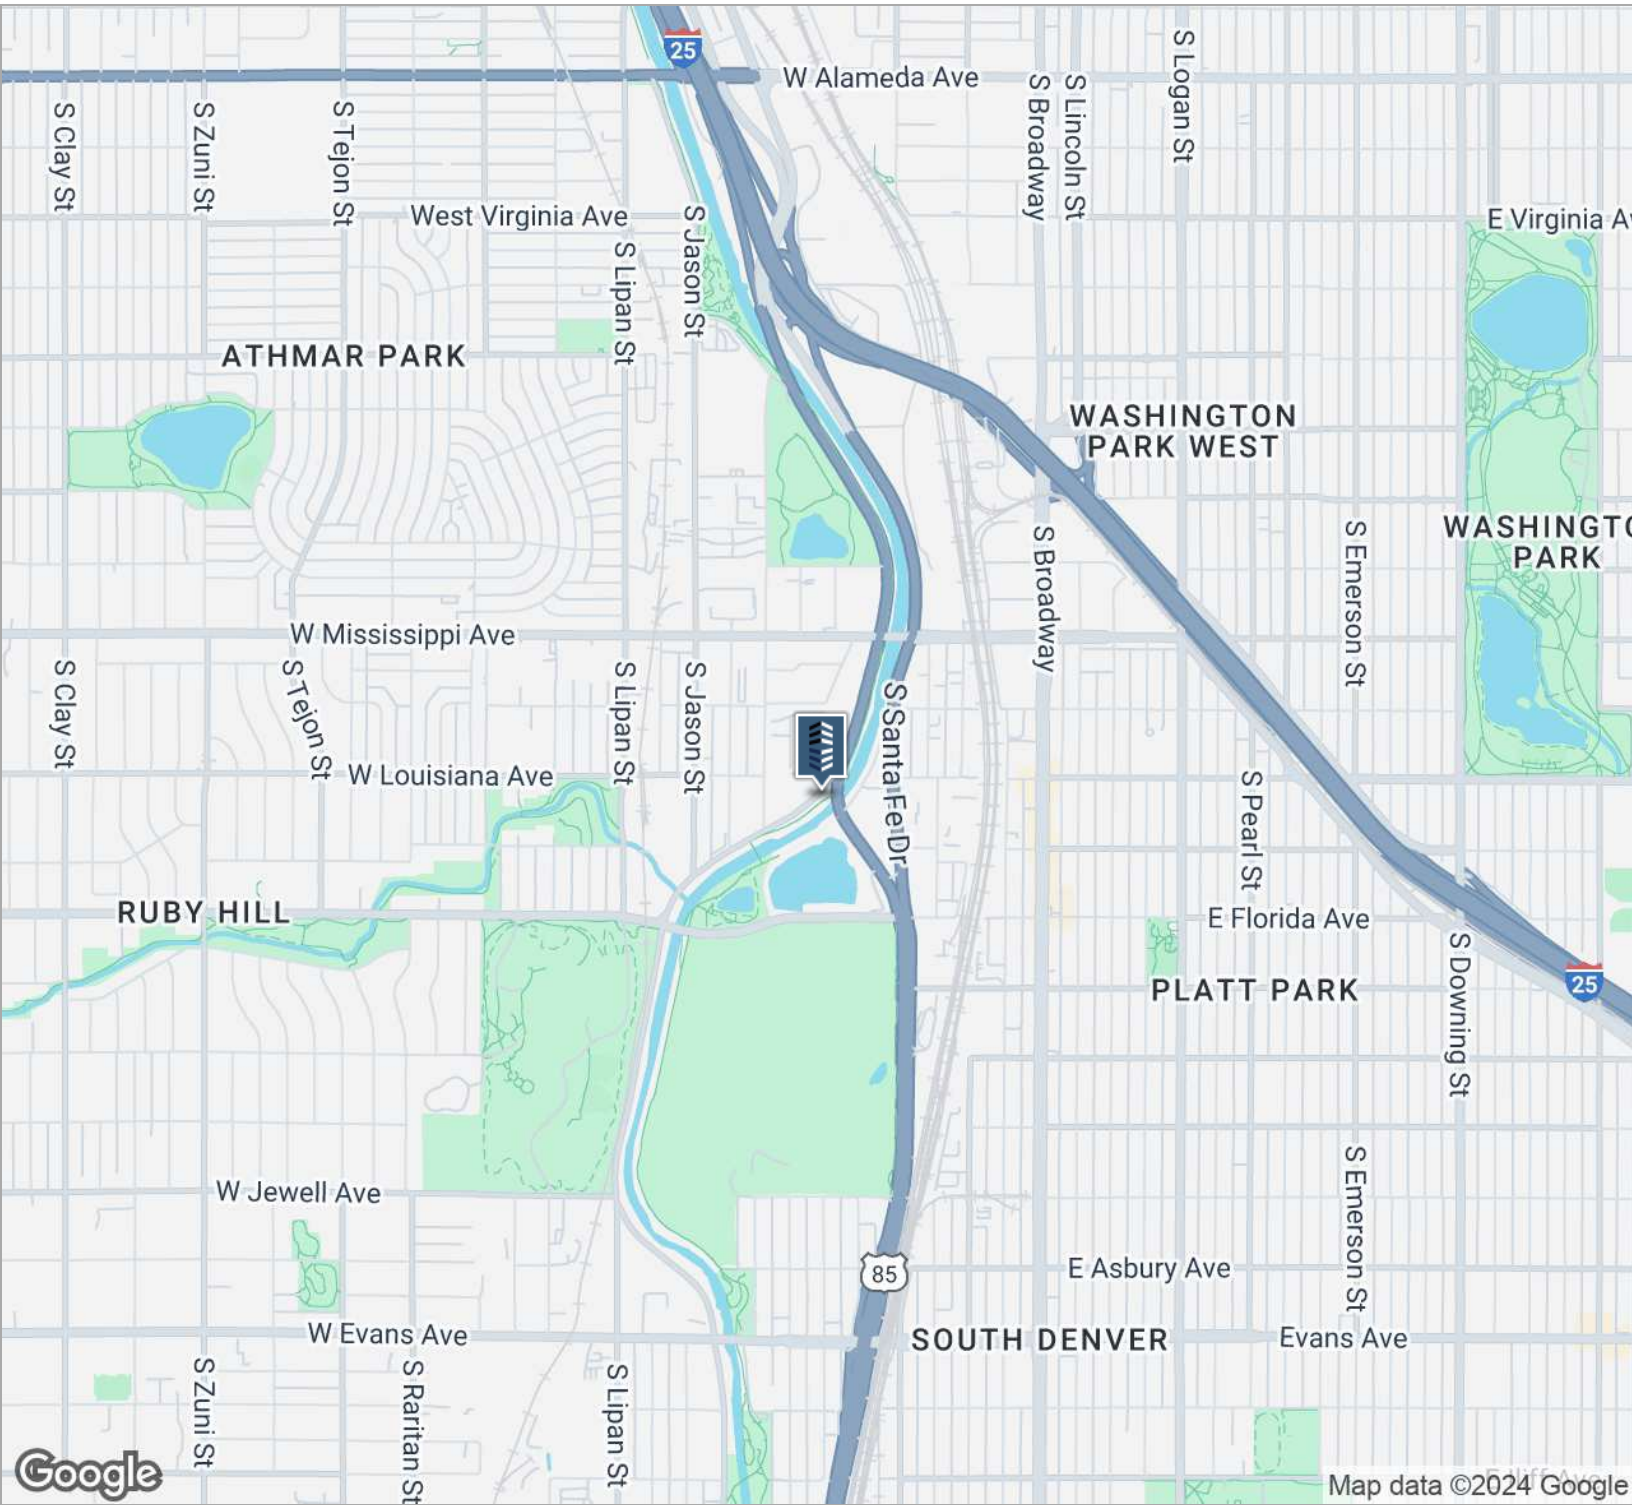 25
W Alameda Ave
S Clay St
S Zuni St
S Tejon St
S Broadway
S Lincoln St
S Logan St
West Virginia Ave
S Lipan St
S Jason St
E Virginia Av
ATHMAR PARK
WASHINGTON
PARK WEST
S Broadway
S Emerson St
WASHINGTO
PARK
W Mississippi Ave
S Clay St
S Tejon St
S Lipan St
S Jason St
S Santa Fe Dr
W Louisiana Ave
S Pearl St
RUBY HILL
E Florida Ave
S Downing St
25
PLATT PARK
W Jewell Ave
S Emerson St
85
E Asbury Ave
W Evans Ave
SOUTH DENVER
Evans Ave
S Zuni St
S Raritan St
S Lipan St
Google
Map data ©2024 Google